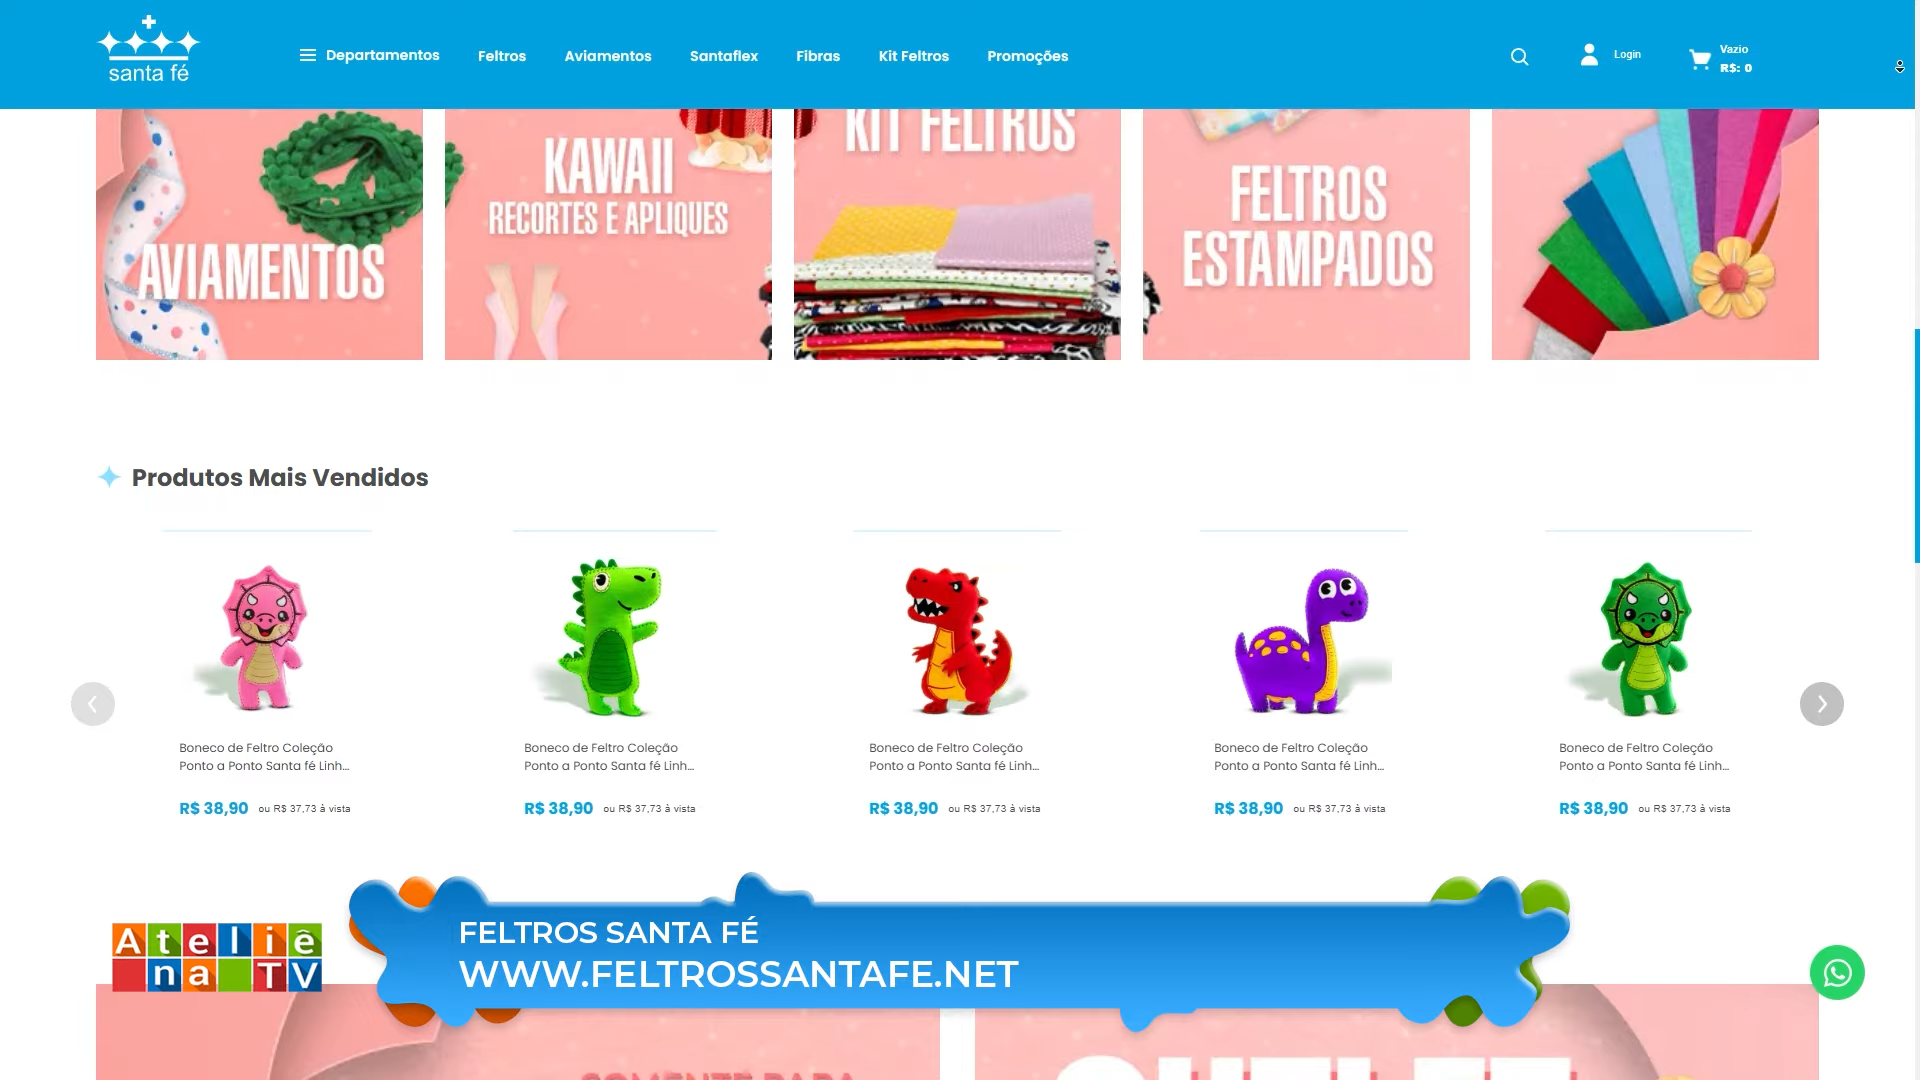 santa fé
Departamentos
Feltros
Aviamentos
Santaflex
Fibras
Kit Feltros
Promoções
Login
Vazio
R$: 0
AVIAMENTOS
KAWAII
RECORTES E APLIQUES
KIT FELTROS
FELTROS
ESTAMPADOS
Produtos Mais Vendidos
Boneco de Feltro Coleção
Ponto a Ponto Santa fé Linh...
R$ 38,90 ou R$ 37,73 à vista
Boneco de Feltro Coleção
Ponto a Ponto Santa fé Linh...
R$ 38,90 ou R$ 37,73 à vista
Boneco de Feltro Coleção
Ponto a Ponto Santa fé Linh...
R$ 38,90 ou R$ 37,73 à vista
Boneco de Feltro Coleção
Ponto a Ponto Santa fé Linh...
R$ 38,90 ou R$ 37,73 à vista
Boneco de Feltro Coleção
Ponto a Ponto Santa fé Linh...
R$ 38,90 ou R$ 37,73 à vista
Ateliê
na TV
FELTROS SANTA FÉ
WWW.FELTROSSANTAFE.NET
SOMENTE PARA
OUTLET